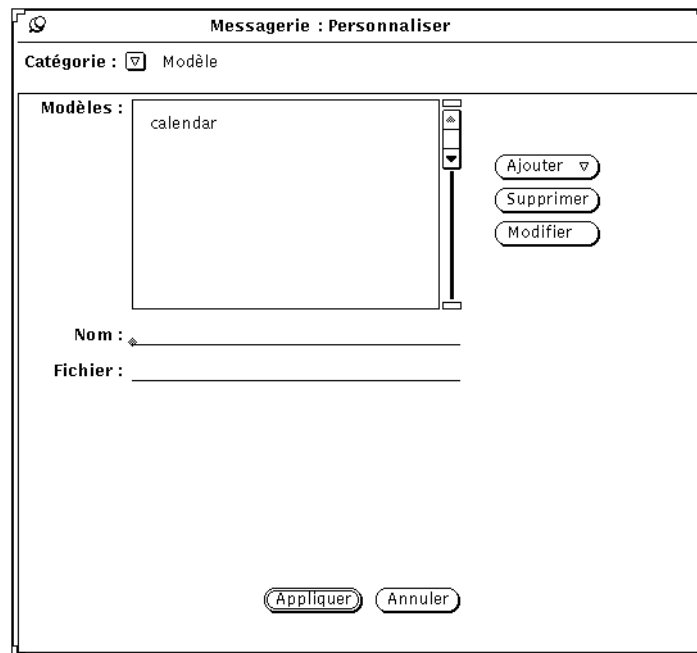 Messagerie : Personnaliser
Catégorie : Modèle
Modèles :
calendar
Ajouter
Supprimer
Modifier
Nom :
Fichier :
Appliquer Annuler